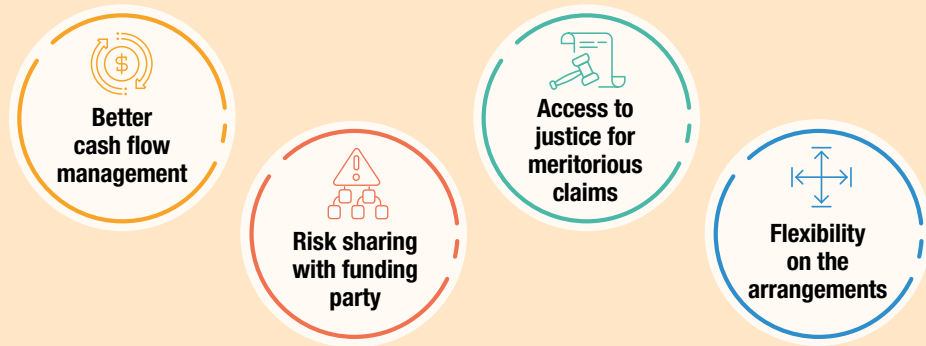 Better
cash flow
management
Risk sharing
with funding
party
Access to
justice for
meritorious
claims
Flexibility
on the
arrangements